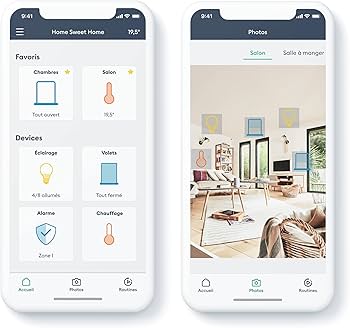 9:41
Home Sweet Home
19,5°
Favoris
Chambres
Salon
Tout ouvert
19,5°
Devices
Éclairage
Volets
4/8 allumés
Tout fermé
Alarme
Chauffage
Zone 1
Accueil
Photos
Routines
9:41
Photos
Salon
Salle à manger
Accueil
Photos
Routines